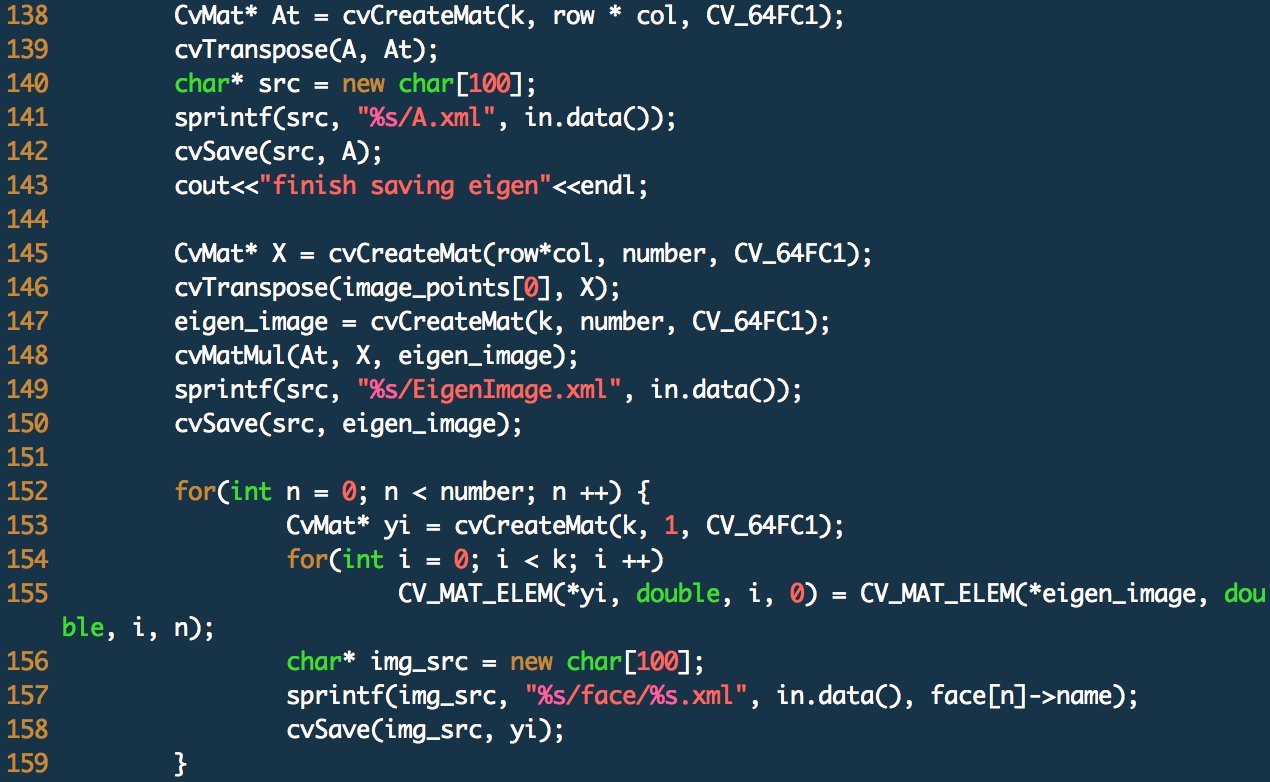 138 CvMat* At = cvCreateMat(k, row * col, CV_64FC1);
139 cvTranspose(A, At);
140 char* src = new char[100];
141 sprintf(src, "%s/A.xml", in.data());
142 cvSave(src, A);
143 cout<<"finish saving eigen"<<endl;
144
145 CvMat* X = cvCreateMat(row*col, number, CV_64FC1);
146 cvTranspose(image_points[0], X);
147 eigen_image = cvCreateMat(k, number, CV_64FC1);
148 cvMatMul(At, X, eigen_image);
149 sprintf(src, "%s/EigenImage.xml", in.data());
150 cvSave(src, eigen_image);
151
152 for(int n = 0; n < number; n ++) {
153 CvMat* yi = cvCreateMat(k, 1, CV_64FC1);
154 for(int i = 0; i < k; i ++)
155 CV_MAT_ELEM(*yi, double, i, 0) = CV_MAT_ELEM(*eigen_image, dou
ble, i, n);
156 char* img_src = new char[100];
157 sprintf(img_src, "%s/face/%s.xml", in.data(), face[n]->name);
158 cvSave(img_src, yi);
159 }